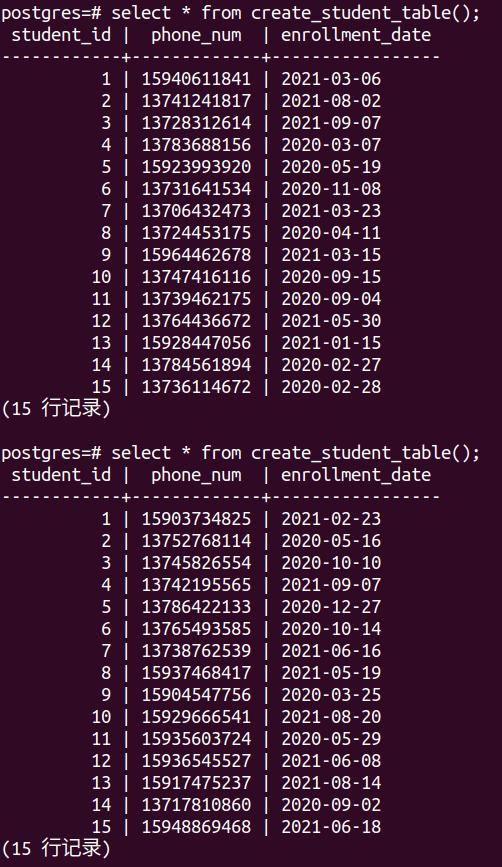 postgres=# select * from create_student_table();
 student_id |  phone_num  | enrollment_date
------------+-------------+-----------------
          1 | 15940611841 | 2021-03-06
          2 | 13741241817 | 2021-08-02
          3 | 13728312614 | 2021-09-07
          4 | 13783688156 | 2020-03-07
          5 | 15923993920 | 2020-05-19
          6 | 13731641534 | 2020-11-08
          7 | 13706432473 | 2021-03-23
          8 | 13724453175 | 2020-04-11
          9 | 15964462678 | 2021-03-15
         10 | 13747416116 | 2020-09-15
         11 | 13739462175 | 2020-09-04
         12 | 13764436672 | 2021-05-30
         13 | 15928447056 | 2021-01-15
         14 | 13784561894 | 2020-02-27
         15 | 13736114672 | 2020-02-28
(15 行记录)

postgres=# select * from create_student_table();
 student_id |  phone_num  | enrollment_date
------------+-------------+-----------------
          1 | 15903734825 | 2021-02-23
          2 | 13752768114 | 2020-05-16
          3 | 13745826554 | 2020-10-10
          4 | 13742195565 | 2021-09-07
          5 | 13786422133 | 2020-12-27
          6 | 13765493585 | 2020-10-14
          7 | 13738762539 | 2021-06-16
          8 | 15937468417 | 2021-05-19
          9 | 15904547756 | 2020-03-25
         10 | 15929666541 | 2021-08-20
         11 | 15935603724 | 2020-05-29
         12 | 15936545527 | 2021-06-08
         13 | 15917475237 | 2021-08-14
         14 | 13717810860 | 2020-09-02
         15 | 15948869468 | 2021-06-18
(15 行记录)